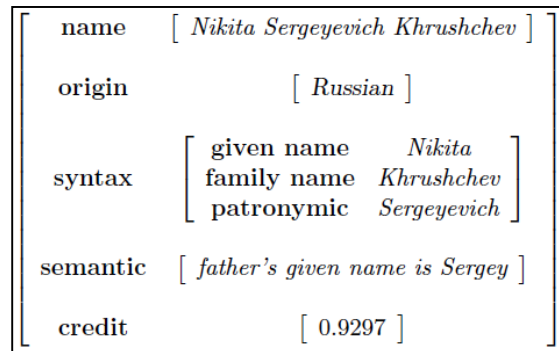 name [ Nikita Sergeyevich Khrushchev ]
origin [ Russian ]
given name Nikita
syntax family name Khrushchev
patronymic Sergeyevich
semantic [ father's given name is Sergey ]
credit [ 0.9297 ]